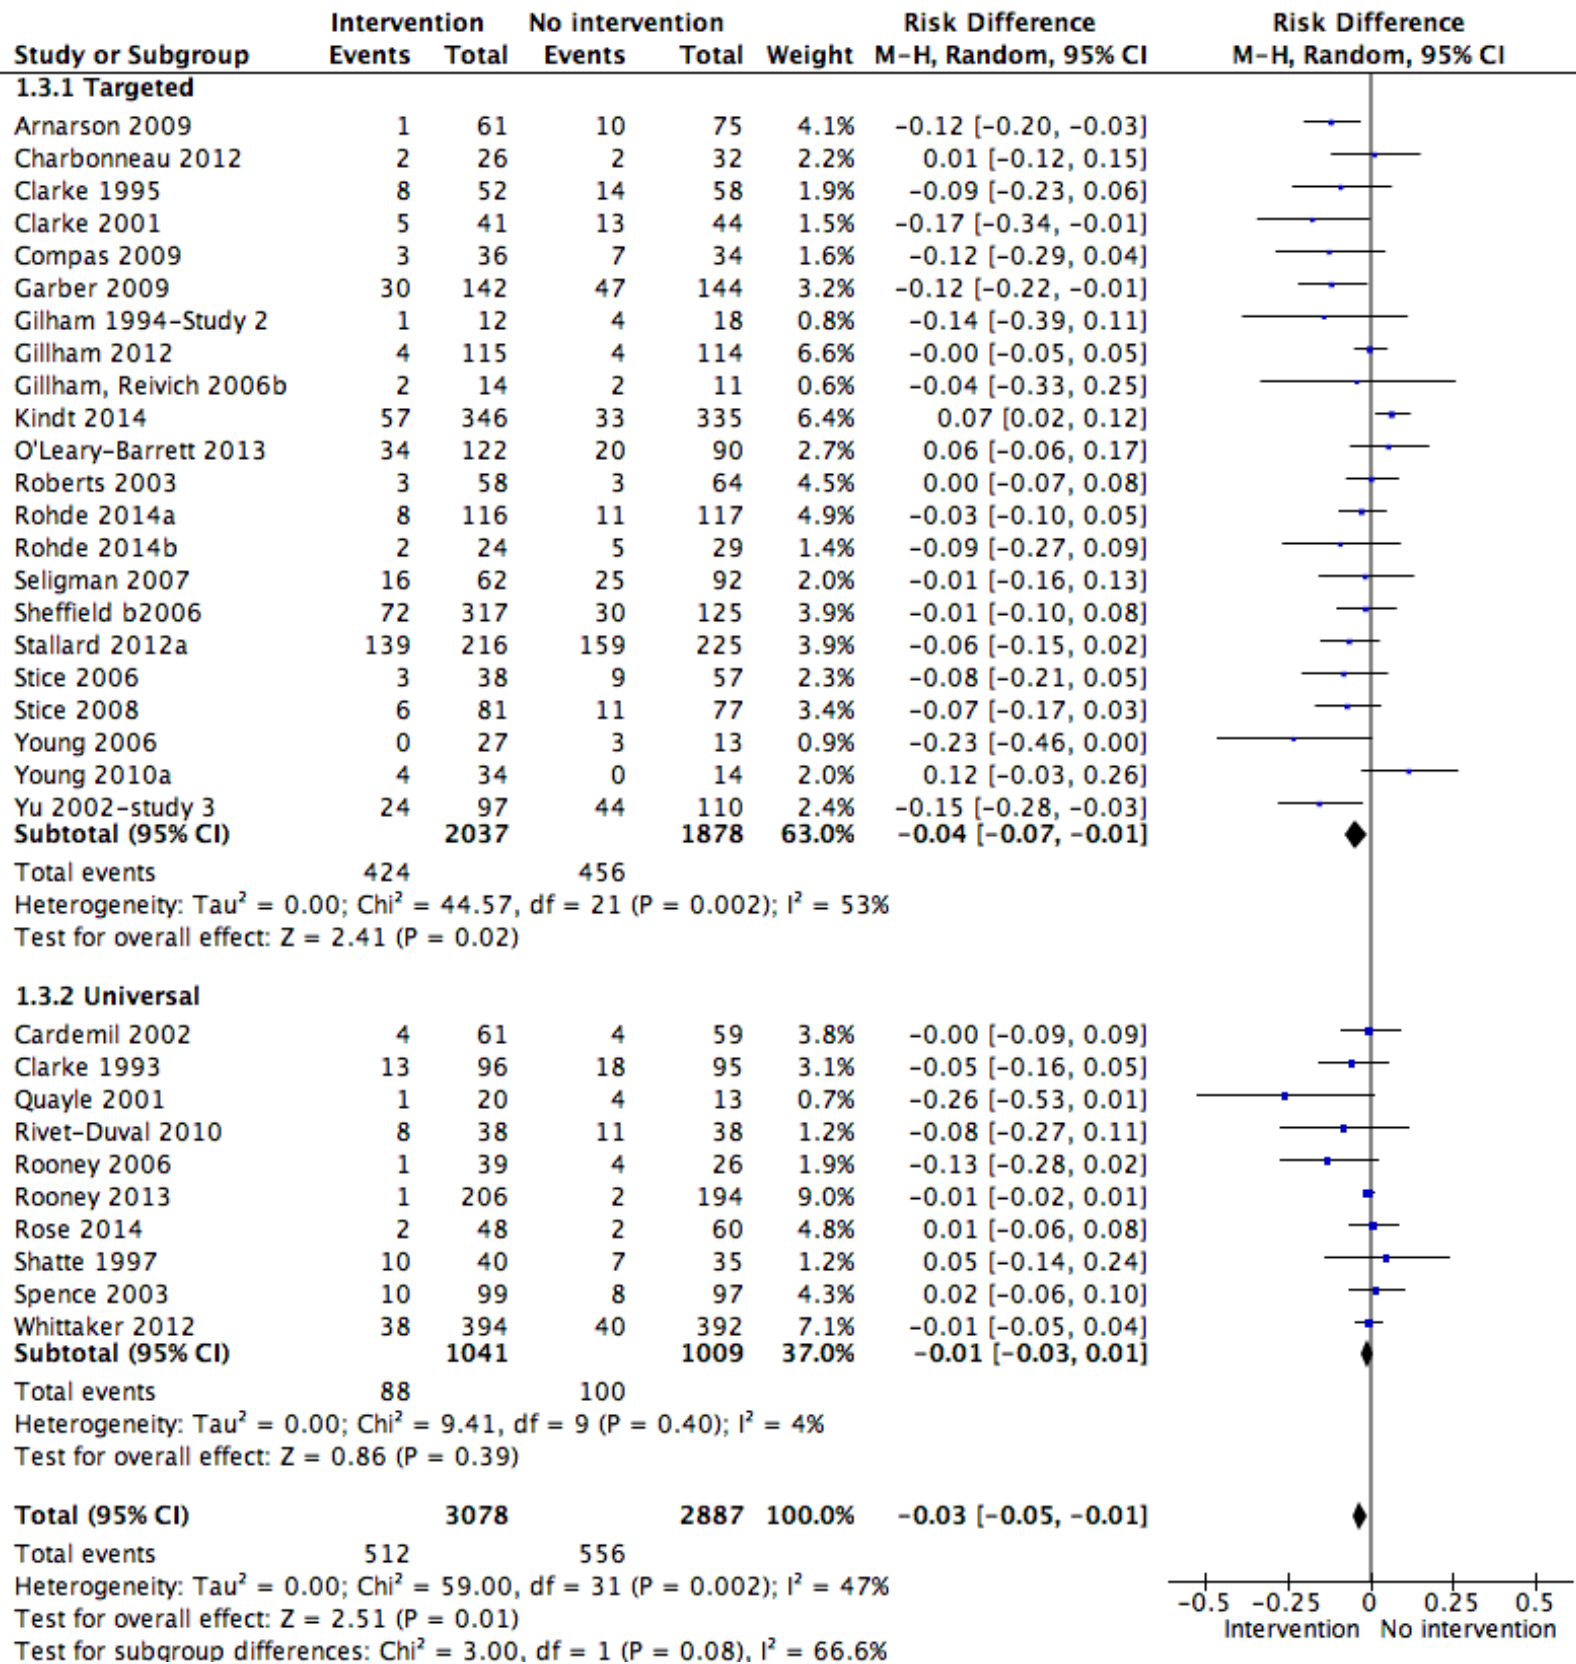 Intervention No intervention Risk Difference Risk Difference
Study or Subgroup Events Total Events Total Weight M-H, Random, 95% CI M-H, Random, 95% CI
1.3.1 Targeted
Arnarson 2009 1 61 10 75 4.1% -0.12 [-0.20, -0.03]
Charbonneau 2012 2 26 2 32 2.2% 0.01 [-0.12, 0.15]
Clarke 1995 8 52 14 58 1.9% -0.09 [-0.23, 0.06]
Clarke 2001 5 41 13 44 1.5% -0.17 [-0.34, -0.01]
Compas 2009 3 36 7 34 1.6% -0.12 [-0.29, 0.04]
Garber 2009 30 142 47 144 3.2% -0.12 [-0.22, -0.01]
Gilham 1994-Study 2 1 12 4 18 0.8% -0.14 [-0.39, 0.11]
Gillham 2012 4 115 4 114 6.6% -0.00 [-0.05, 0.05]
Gillham, Reivich 2006b 2 14 2 11 0.6% -0.04 [-0.33, 0.25]
Kindt 2014 57 346 33 335 6.4% 0.07 [0.02, 0.12]
O'Leary-Barrett 2013 34 122 20 90 2.7% 0.06 [-0.06, 0.17]
Roberts 2003 3 58 3 64 4.5% 0.00 [-0.07, 0.08]
Rohde 2014a 8 116 11 117 4.9% -0.03 [-0.10, 0.05]
Rohde 2014b 2 24 5 29 1.4% -0.09 [-0.27, 0.09]
Seligman 2007 16 62 25 92 2.0% -0.01 [-0.16, 0.13]
Sheffield b2006 72 317 30 125 3.9% -0.01 [-0.10, 0.08]
Stallard 2012a 139 216 159 225 3.9% -0.06 [-0.15, 0.02]
Stice 2006 3 38 9 57 2.3% -0.08 [-0.21, 0.05]
Stice 2008 6 81 11 77 3.4% -0.07 [-0.17, 0.03]
Young 2006 0 27 3 13 0.9% -0.23 [-0.46, 0.00]
Young 2010a 4 34 0 14 2.0% 0.12 [-0.03, 0.26]
Yu 2002-study 3 24 97 44 110 2.4% -0.15 [-0.28, -0.03]
Subtotal (95% CI) 2037 1878 63.0% -0.04 [-0.07, -0.01]
Total events 424 456
Heterogeneity: Tau² = 0.00; Chi² = 44.57, df = 21 (P = 0.002); I² = 53%
Test for overall effect: Z = 2.41 (P = 0.02)
1.3.2 Universal
Cardemil 2002 4 61 4 59 3.8% -0.00 [-0.09, 0.09]
Clarke 1993 13 96 18 95 3.1% -0.05 [-0.16, 0.05]
Quayle 2001 1 20 4 13 0.7% -0.26 [-0.53, 0.01]
Rivet-Duval 2010 8 38 11 38 1.2% -0.08 [-0.27, 0.11]
Rooney 2006 1 39 4 26 1.9% -0.13 [-0.28, 0.02]
Rooney 2013 1 206 2 194 9.0% -0.01 [-0.02, 0.01]
Rose 2014 2 48 2 60 4.8% 0.01 [-0.06, 0.08]
Shatte 1997 10 40 7 35 1.2% 0.05 [-0.14, 0.24]
Spence 2003 10 99 8 97 4.3% 0.02 [-0.06, 0.10]
Whittaker 2012 38 394 40 392 7.1% -0.01 [-0.05, 0.04]
Subtotal (95% CI) 1041 1009 37.0% -0.01 [-0.03, 0.01]
Total events 88 100
Heterogeneity: Tau² = 0.00; Chi² = 9.41, df = 9 (P = 0.40); I² = 4%
Test for overall effect: Z = 0.86 (P = 0.39)
Total (95% CI) 3078 2887 100.0% -0.03 [-0.05, -0.01]
Total events 512 556
Heterogeneity: Tau² = 0.00; Chi² = 59.00, df = 31 (P = 0.002); I² = 47%
Test for overall effect: Z = 2.51 (P = 0.01)
Test for subgroup differences: Chi² = 3.00, df = 1 (P = 0.08), I² = 66.6%
-0.5 -0.25 0 0.25 0.5
Intervention No intervention